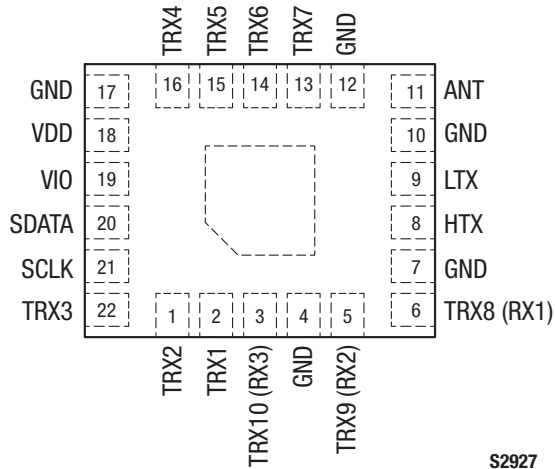 TRX4
TRX5
TRX6
TRX7
GND
16
15
14
13
12
GND 17
11 ANT
VDD 18
10 GND
VIO 19
9 LTX
SDATA 20
8 HTX
SCLK 21
7 GND
TRX3 22
6 TRX8 (RX1)
1
2
3
4
5
TRX2
TRX1
TRX10 (RX3)
GND
TRX9 (RX2)
S2927